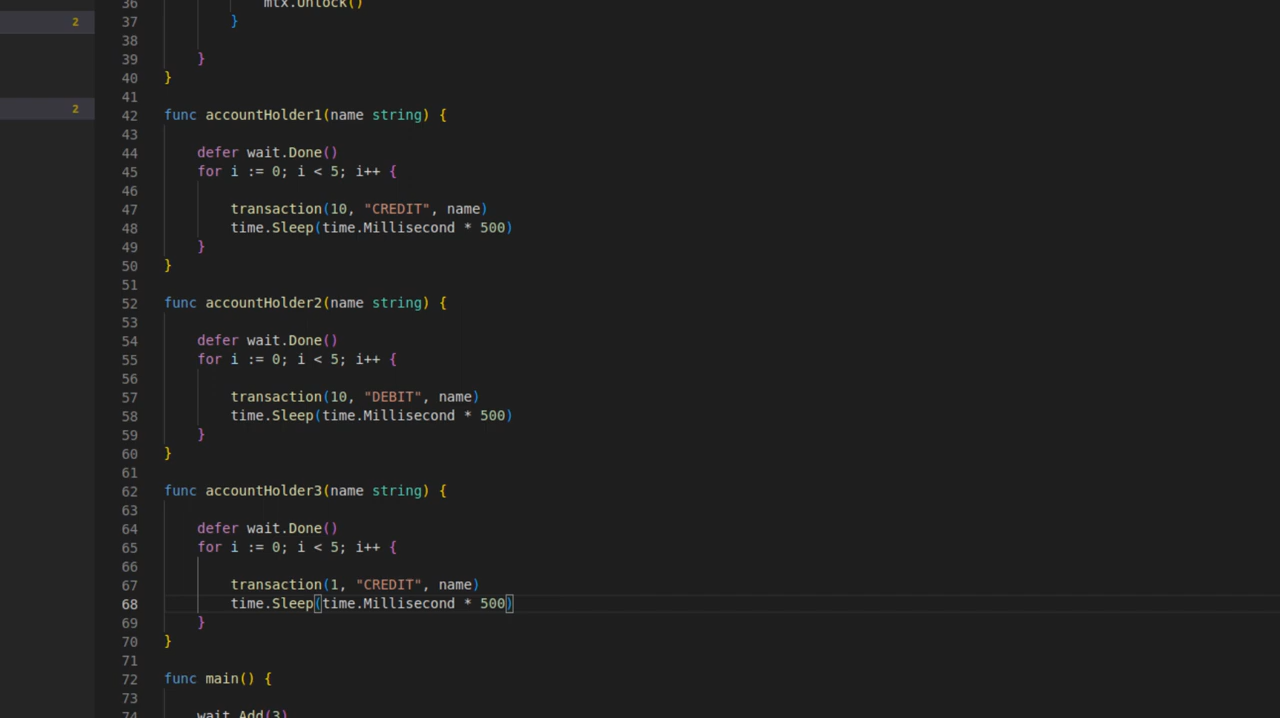 36 mtx.Unlock()
2
37 }
38
39 }
40 }
41
2
42 func accountHolder1(name string) {
43
44 defer wait.Done()
45 for i := 0; i < 5; i++ {
46
47 transaction(10, "CREDIT", name)
48 time.Sleep(time.Millisecond * 500)
49 }
50 }
51
52 func accountHolder2(name string) {
53
54 defer wait.Done()
55 for i := 0; i < 5; i++ {
56
57 transaction(10, "DEBIT", name)
58 time.Sleep(time.Millisecond * 500)
59 }
60 }
61
62 func accountHolder3(name string) {
63
64 defer wait.Done()
65 for i := 0; i < 5; i++ {
66
67 transaction(1, "CREDIT", name)
68 time.Sleep(time.Millisecond * 500)
69 }
70 }
71
72 func main() {
73
74 wait.Add(3)